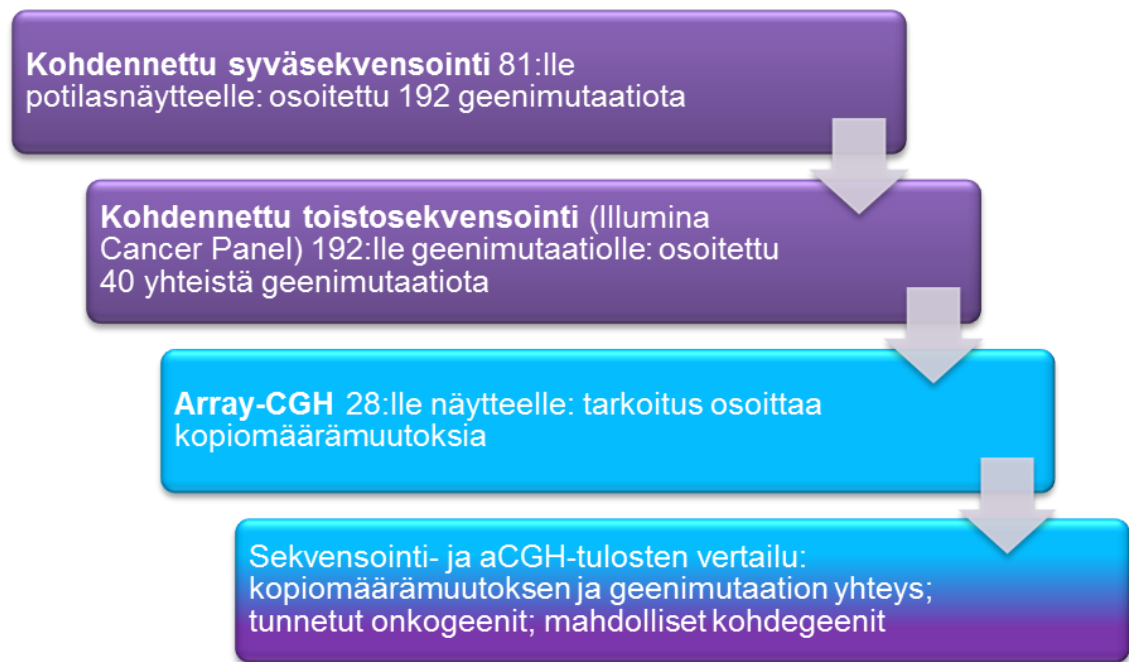 Kohdennettu syväsekvensointi 81:lle
potilasnäytteelle: osoitettu 192 geenimutaatiota
Kohdennettu toistosekvensointi (Illumina
Cancer Panel) 192:lle geenimutaatiolle: osoitettu
40 yhteistä geenimutaatiota
Array-CGH 28:lle näytteelle: tarkoitus osoittaa
kopiomäärämuutoksia
Sekvensointi- ja aCGH-tulosten vertailu:
kopiomäärämuutoksen ja geenimutaation yhteys;
tunnetut onkogeenit; mahdolliset kohdegeenit